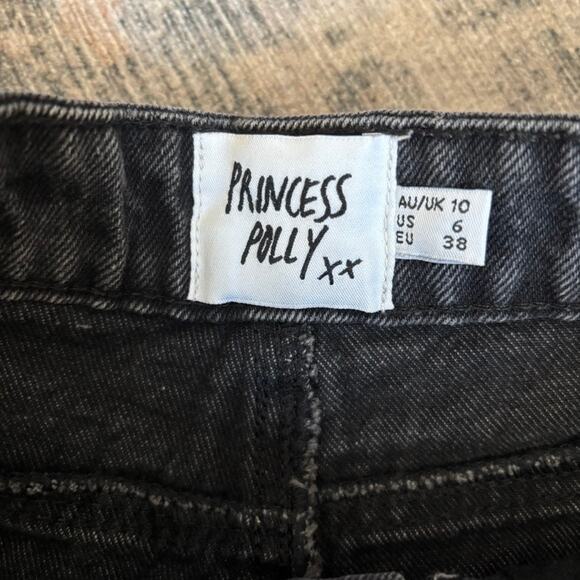 PRINCESS
POLLY xx
AU/UK 10
US 6
EU 38